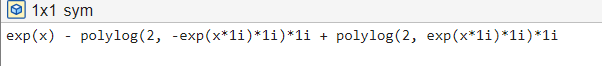 1x1 sym
exp(x) - polylog(2, -exp(x*1i)*1i)*1i + polylog(2, exp(x*1i)*1i)*1i